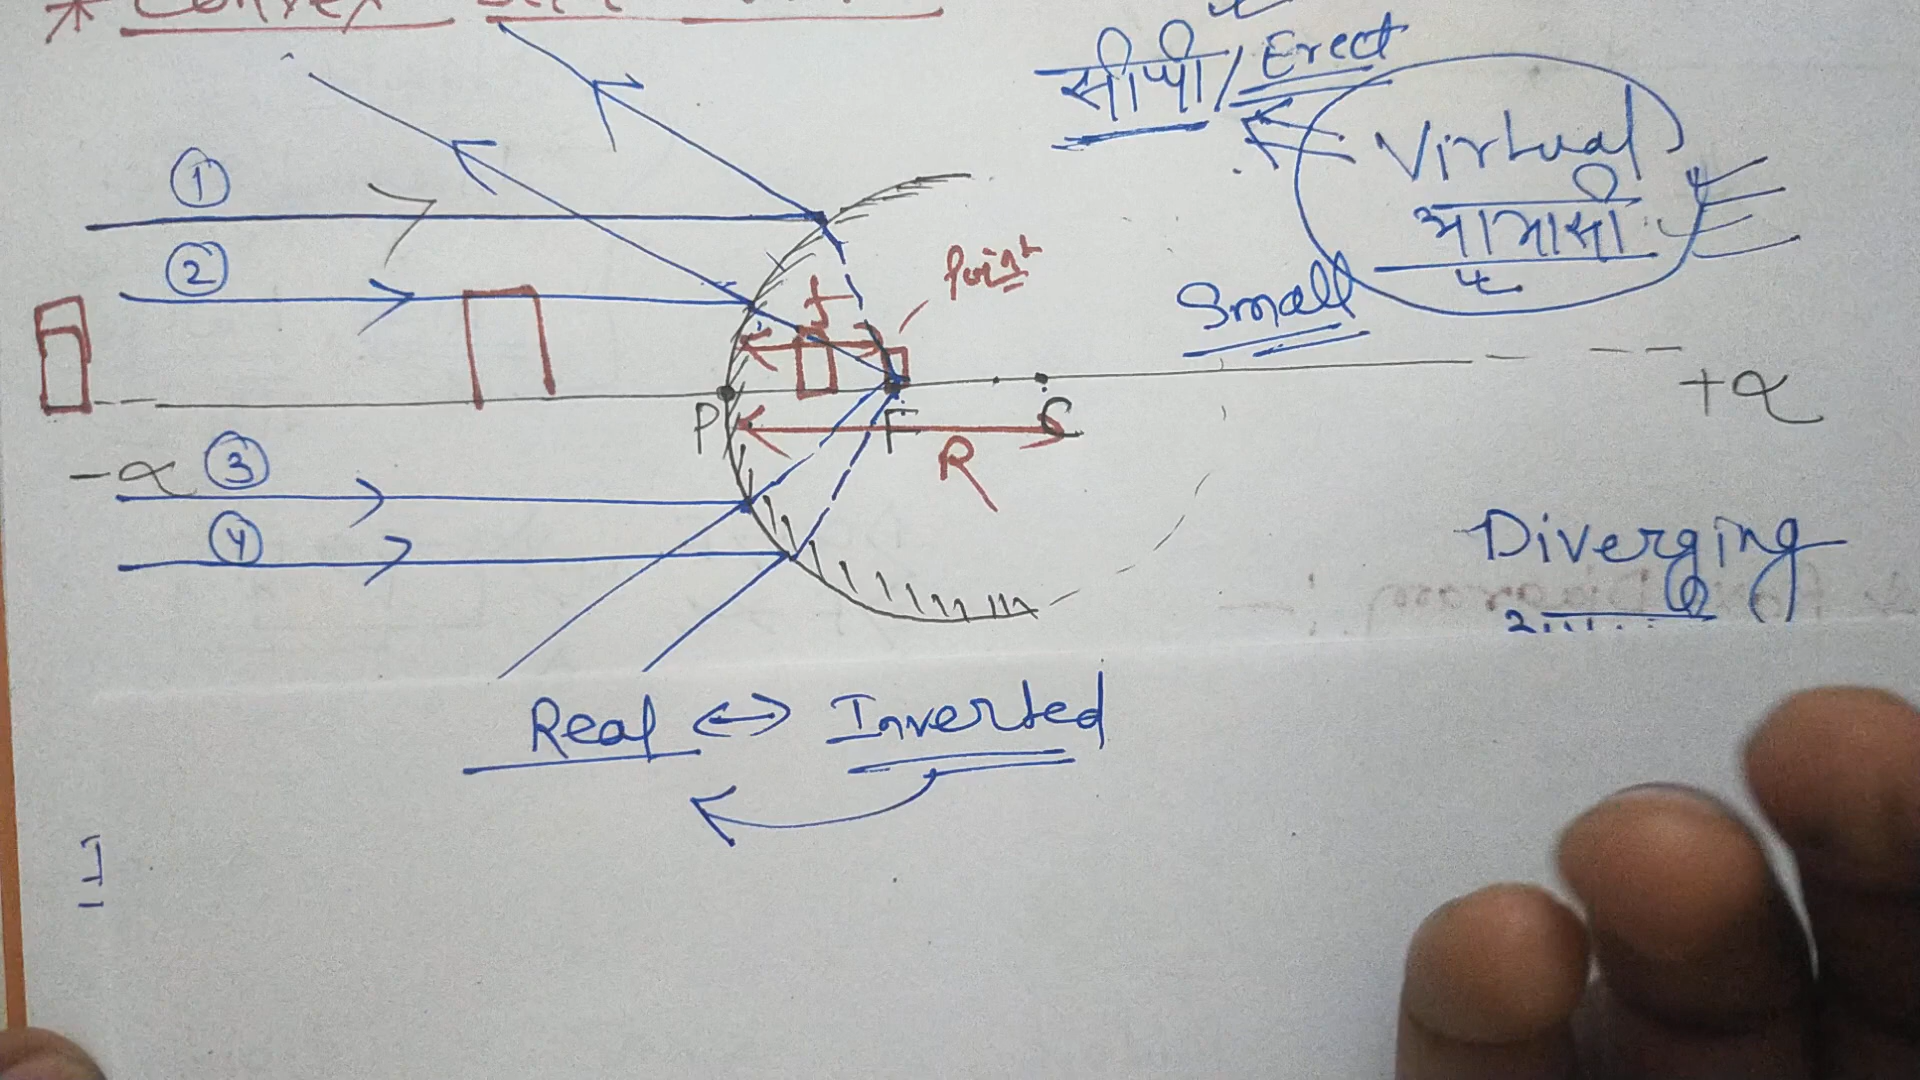 सीपी/Erect
Virtual
आभासी
①
②
Point
f
Small
P
F
C
+α
R
-α
③
④
Diverging
Real ↔ Inverted